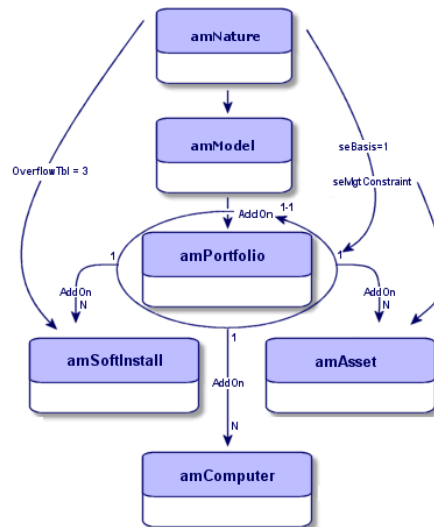 amNature
amModel
seBasis=1
OverflowTbl = 3
seMgtConstraint
1-1
AddOn
1
amPortfolio
1
AddOn
N
AddOn
N
1
amSoftInstall
amAsset
AddOn
N
amComputer